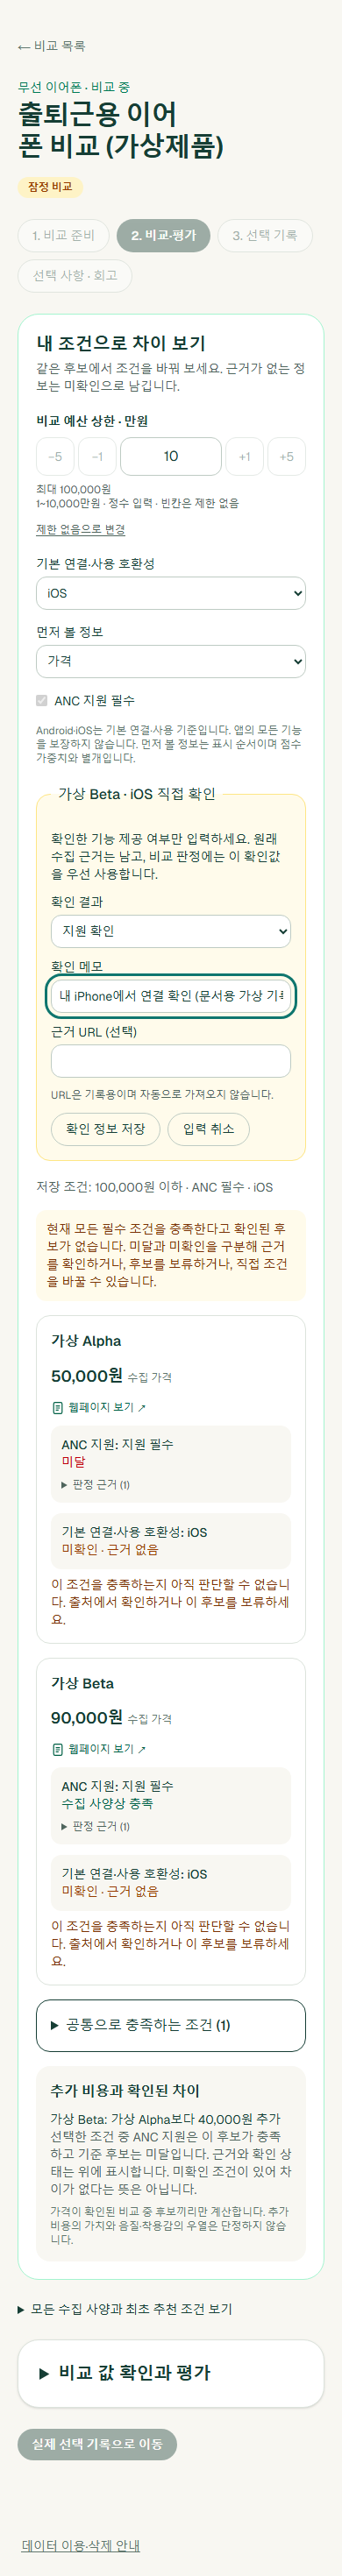 ← 비교 목록
무선 이어폰 · 비교 중
출퇴근용 이어
폰 비교 (가상제품)
잠정 비교
1. 비교 준비
2. 비교·평가
3. 선택 기록
선택 사항 · 회고
내 조건으로 차이 보기
같은 후보에서 조건을 바꿔 보세요. 근거가 없는 정
보는 미확인으로 남깁니다.
비교 예산 상한 · 만원
−5
−1
10
+1
+5
최대 100,000원
1~10,000만원 · 정수 입력 · 빈칸은 제한 없음
제한 없음으로 변경
기본 연결·사용 호환성
iOS
먼저 볼 정보
가격
ANC 지원 필수
Android·iOS는 기본 연결·사용 기준입니다. 앱의 모든 기능
을 보장하지 않습니다. 먼저 볼 정보는 표시 순서이며 점수
가중치와 별개입니다.
가상 Beta · iOS 직접 확인
확인한 기능 제공 여부만 입력하세요. 원래
수집 근거는 남고, 비교 판정에는 이 확인값
을 우선 사용합니다.
확인 결과
지원 확인
확인 메모
내 iPhone에서 연결 확인 (문서용 가상 기록
근거 URL (선택)
URL은 기록용이며 자동으로 가져오지 않습니다.
확인 정보 저장
입력 취소
저장 조건: 100,000원 이하 · ANC 필수 · iOS
현재 모든 필수 조건을 충족한다고 확인된 후
보가 없습니다. 미달과 미확인을 구분해 근거
를 확인하거나, 후보를 보류하거나, 직접 조건
을 바꿀 수 있습니다.
가상 Alpha
50,000원 수집 가격
웹페이지 보기 ↗
ANC 지원: 지원 필수
미달
▶ 판정 근거 (1)
기본 연결·사용 호환성: iOS
미확인 · 근거 없음
이 조건을 충족하는지 아직 판단할 수 없습니
다. 출처에서 확인하거나 이 후보를 보류하세
요.
가상 Beta
90,000원 수집 가격
웹페이지 보기 ↗
ANC 지원: 지원 필수
수집 사양상 충족
▶ 판정 근거 (1)
기본 연결·사용 호환성: iOS
미확인 · 근거 없음
이 조건을 충족하는지 아직 판단할 수 없습니
다. 출처에서 확인하거나 이 후보를 보류하세
요.
▶ 공통으로 충족하는 조건 (1)
추가 비용과 확인된 차이
가상 Beta: 가상 Alpha보다 40,000원 추가
선택한 조건 중 ANC 지원은 이 후보가 충족
하고 기준 후보는 미달입니다. 근거와 확인 상
태는 위에 표시합니다. 미확인 조건이 있어 차
이가 없다는 뜻은 아닙니다.
가격이 확인된 비교 중 후보끼리만 계산합니다. 추가
비용의 가치와 음질·착용감의 우열은 단정하지 않습
니다.
▶ 모든 수집 사양과 최초 추천 조건 보기
▶ 비교 값 확인과 평가
실제 선택 기록으로 이동
데이터 이용·삭제 안내